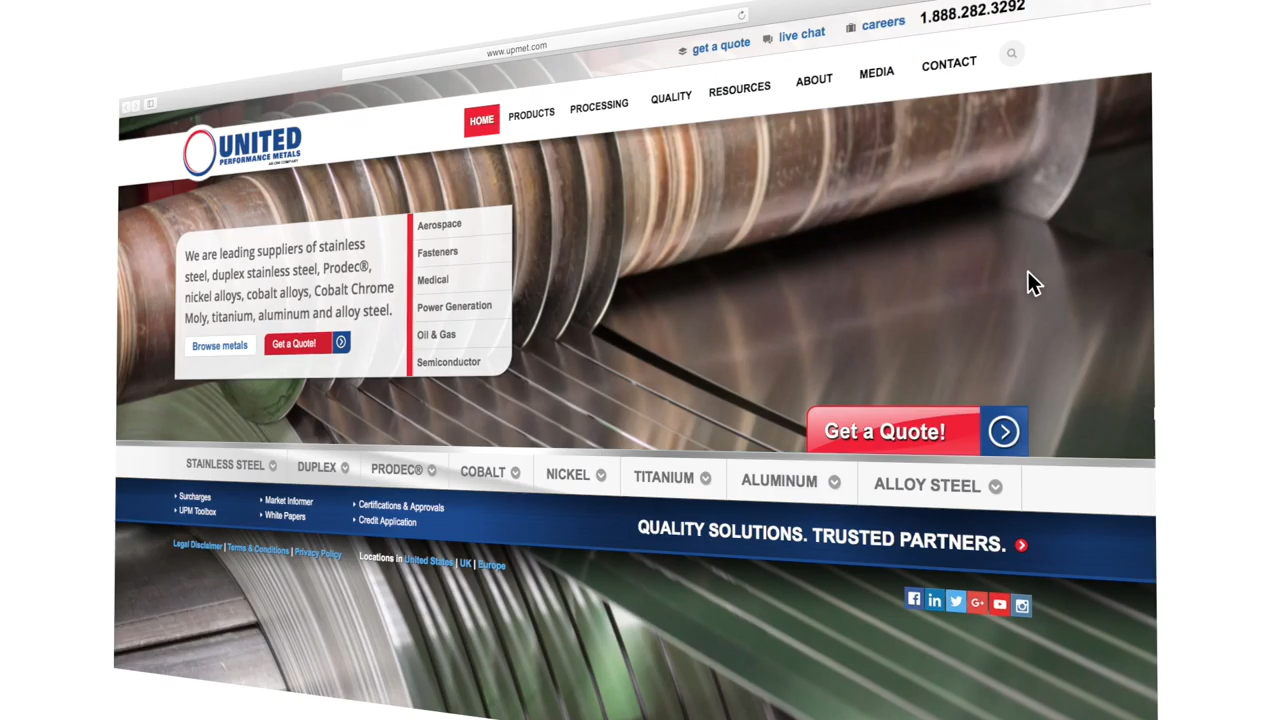 www.upmet.com
get a quote
live chat
careers
1.888.282.3292
UNITED
PERFORMANCE METALS
AN O'NEAL COMPANY
HOME
PRODUCTS
PROCESSING
QUALITY
RESOURCES
ABOUT
MEDIA
CONTACT
We are leading suppliers of stainless
steel, duplex stainless steel, Prodec®,
nickel alloys, cobalt alloys, Cobalt Chrome
Moly, titanium, aluminum and alloy steel.
Browse metals
Get a Quote!
Aerospace
Fasteners
Medical
Power Generation
Oil & Gas
Semiconductor
Get a Quote!
STAINLESS STEEL
DUPLEX
PRODEC®
COBALT
NICKEL
TITANIUM
ALUMINUM
ALLOY STEEL
Surcharges
UPM Toolbox
Market Informer
White Papers
Certifications & Approvals
Credit Application
QUALITY SOLUTIONS. TRUSTED PARTNERS.
Legal Disclaimer | Terms & Conditions | Privacy Policy
Locations in United States | UK | Europe